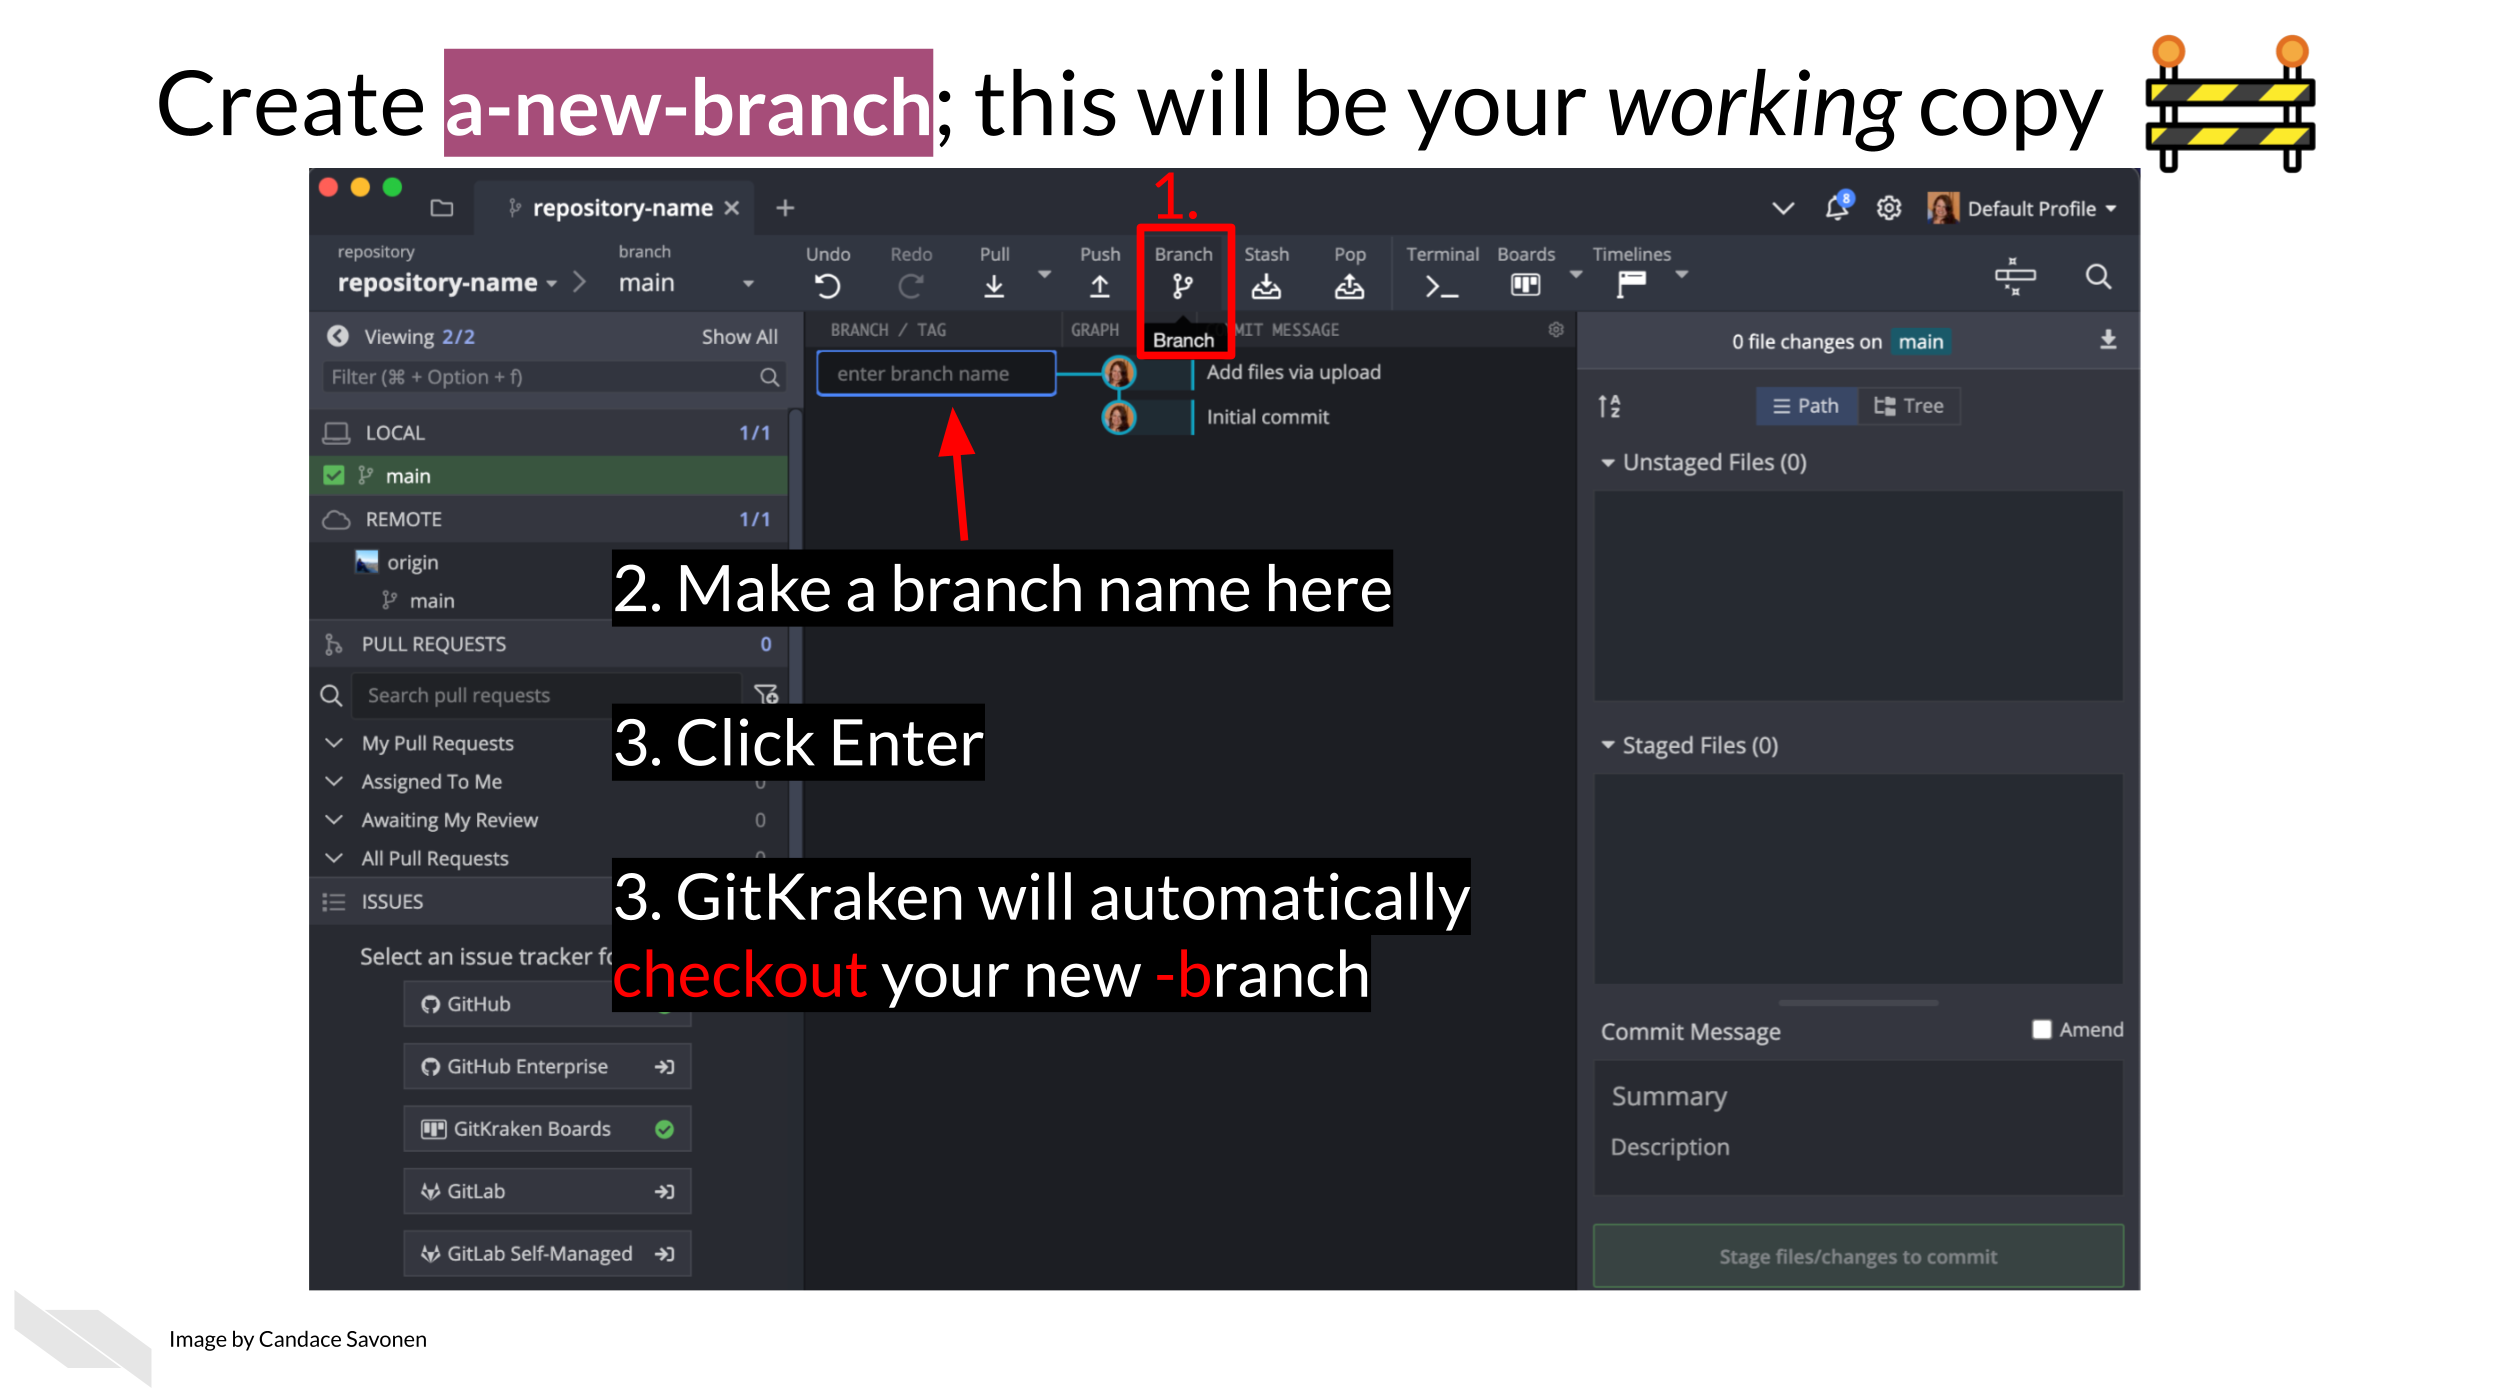 Create a-new-branch; this will be your working copy
1.
repository-name
8
Default Profile
repository
repository-name
branch
main
Undo
Redo
Pull
Push
Branch
Stash
Pop
Terminal
Boards
Timelines
Viewing 2/2
Show All
Filter (⌘ + Option + f)
LOCAL
1/1
main
REMOTE
1/1
origin
main
PULL REQUESTS
0
Search pull requests
My Pull Requests
Assigned To Me
0
Awaiting My Review
0
All Pull Requests
0
ISSUES
Select an issue tracker
GitHub
GitHub Enterprise
GitKraken Boards
GitLab
GitLab Self-Managed
BRANCH / TAG
GRAPH
MIT MESSAGE
Branch
enter branch name
Add files via upload
Initial commit
2. Make a branch name here
3. Click Enter
3. GitKraken will automatically
checkout your new -branch
0 file changes on main
A
Z
Path
Tree
Unstaged Files (0)
Staged Files (0)
Commit Message
Amend
Summary
Description
Stage files/changes to commit
Image by Candace Savonen